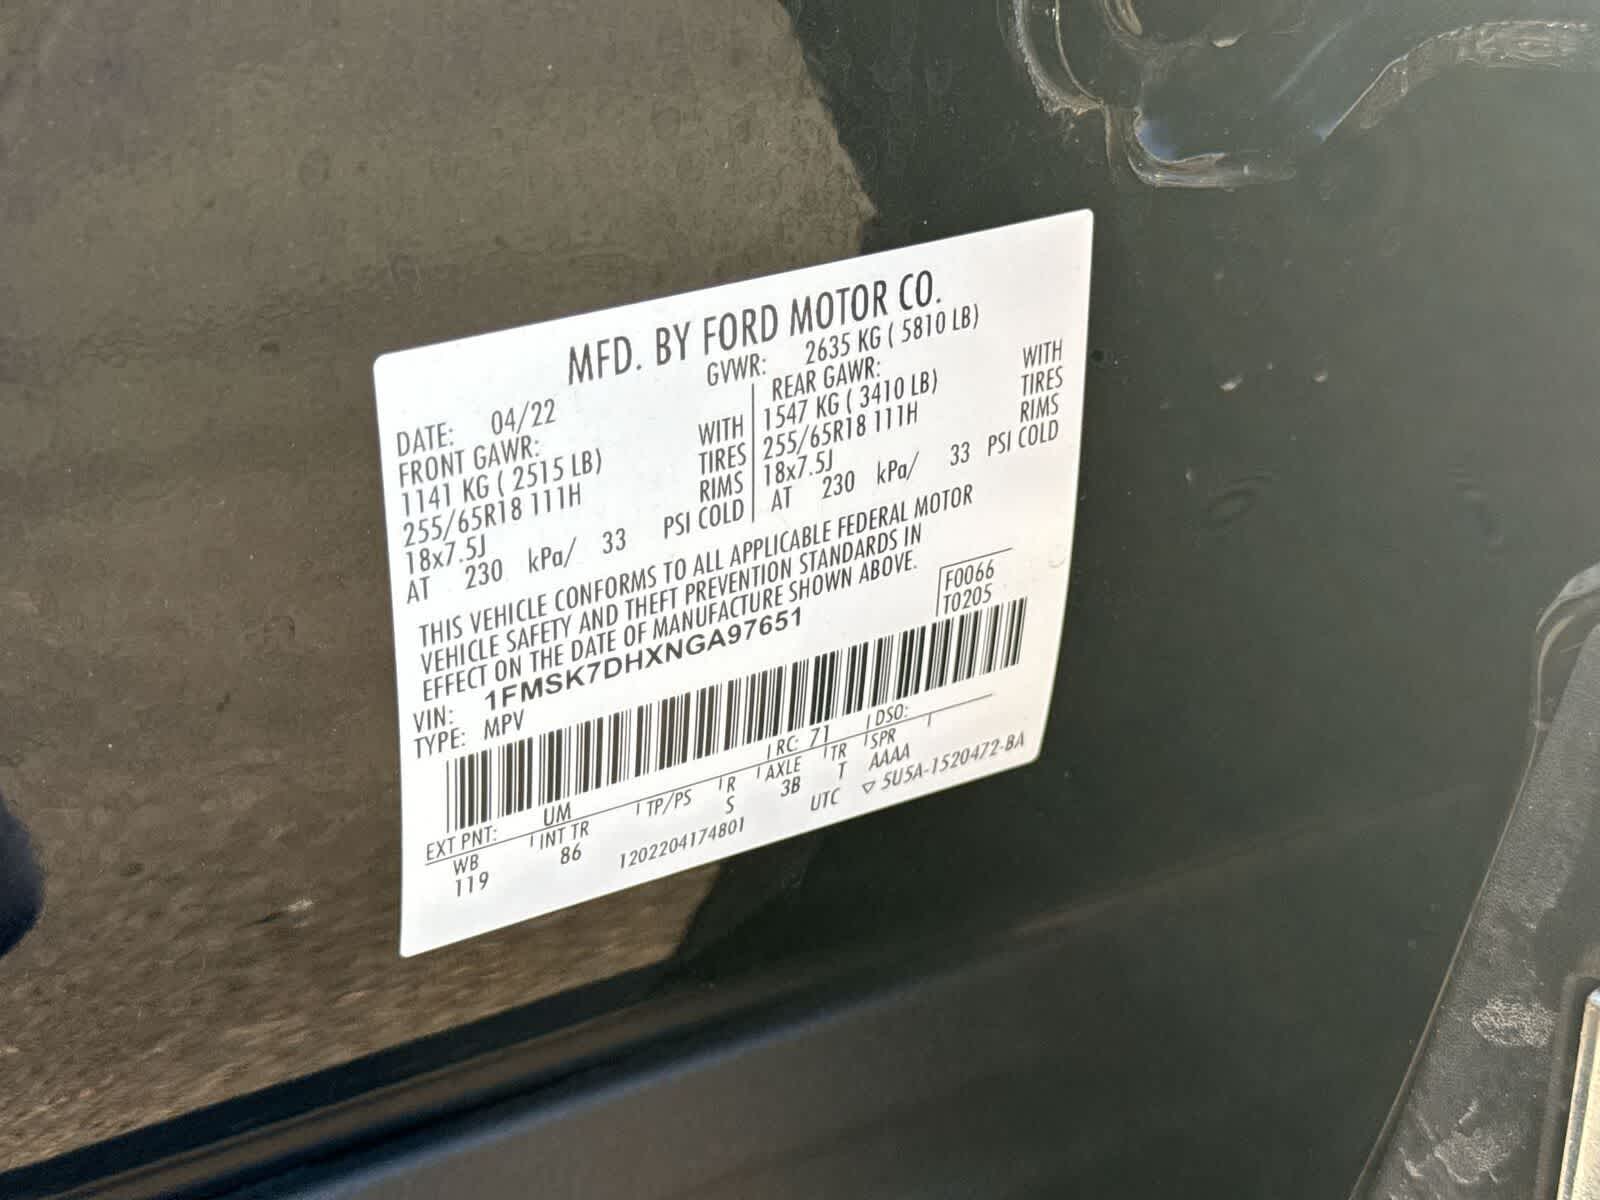 MFD. BY FORD MOTOR CO.
DATE: 04/22 GVWR: 2635 KG ( 5810 LB)
FRONT GAWR: REAR GAWR:
1141 KG ( 2515 LB) WITH 1547 KG ( 3410 LB) WITH
255/65R18 111H TIRES 255/65R18 111H TIRES
18x7.5J RIMS 18x7.5J RIMS
AT 230 kPa/ 33 PSI COLD AT 230 kPa/ 33 PSI COLD
THIS VEHICLE CONFORMS TO ALL APPLICABLE FEDERAL MOTOR
VEHICLE SAFETY AND THEFT PREVENTION STANDARDS IN
EFFECT ON THE DATE OF MANUFACTURE SHOWN ABOVE.
F0066
T0205
VIN: 1FMSK7DHXNGA97651
TYPE: MPV
EXT PNT: UM RC: 71 DSO:
WB INT TR TP/PS R AXLE TR SPR
119 86 S 3B T AAAA
1202204174801 UTC ▽ 5U5A-1520472-BA